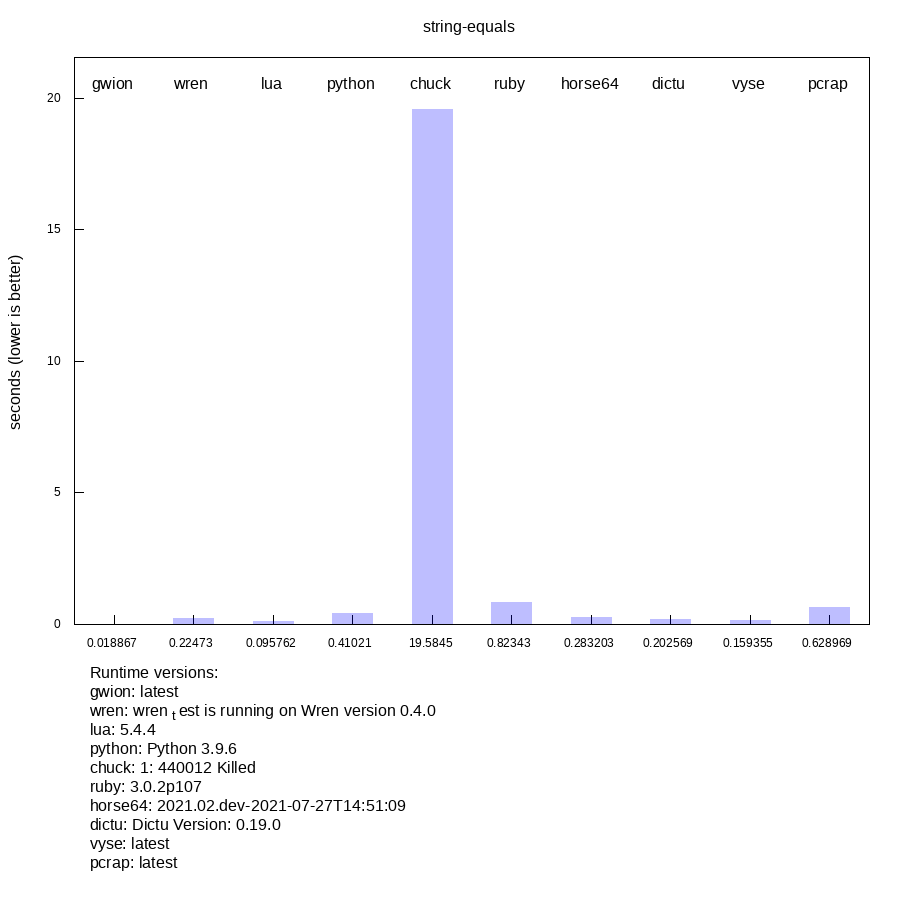 string-equals
gwion wren lua python chuck ruby horse64 dictu vyse pcrap
20
15
10
5
0
seconds (lower is better)
0.018867 0.22473 0.095762 0.41021 19.5845 0.82343 0.283203 0.202569 0.159355 0.628969
Runtime versions:
gwion: latest
wren: wren t est is running on Wren version 0.4.0
lua: 5.4.4
python: Python 3.9.6
chuck: 1: 440012 Killed
ruby: 3.0.2p107
horse64: 2021.02.dev-2021-07-27T14:51:09
dictu: Dictu Version: 0.19.0
vyse: latest
pcrap: latest